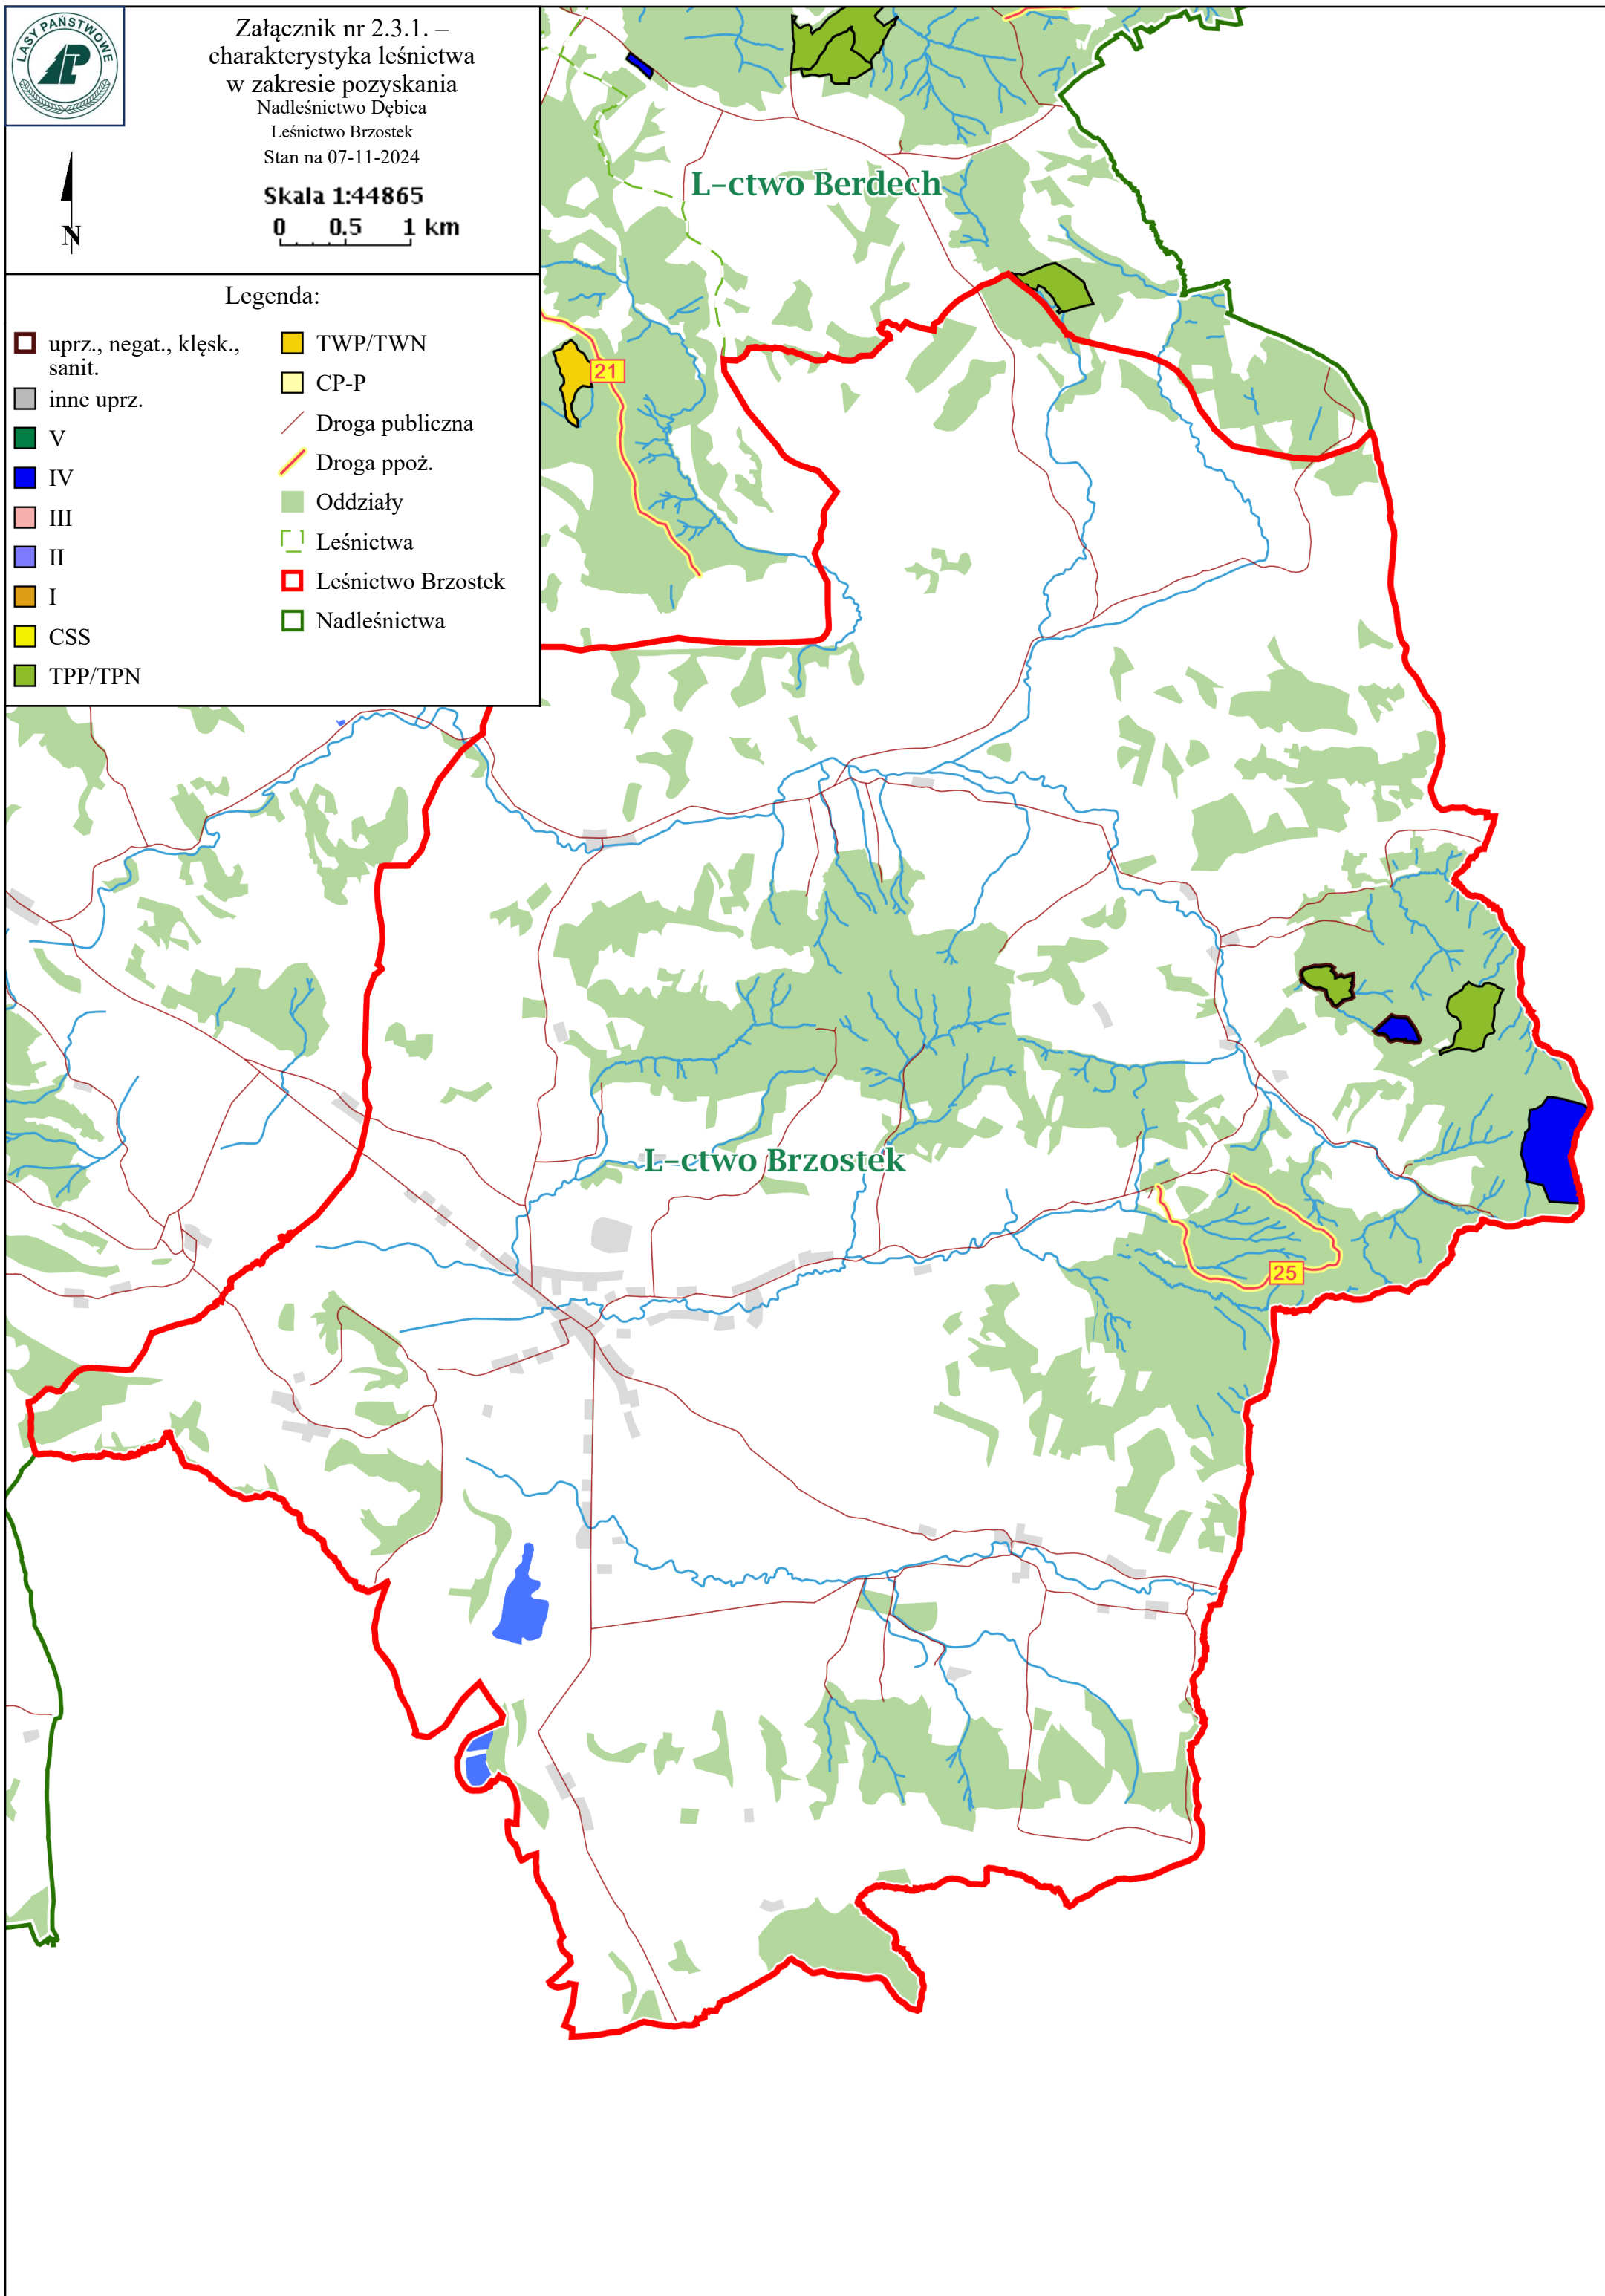 LASY PAŃSTWOWE
Załącznik nr 2.3.1. –
charakterystyka leśnictwa
w zakresie pozyskania
Nadleśnictwo Dębica
Leśnictwo Brzostek
Stan na 07-11-2024
Skala 1:44865
0 0.5 1 km
N
Legenda:
uprz., negat., klęsk.,
sanit.
inne uprz.
V
IV
III
II
I
CSS
TPP/TPN
TWP/TWN
CP-P
Droga publiczna
Droga ppoż.
Oddziały
Leśnictwa
Leśnictwo Brzostek
Nadleśnictwa
L-ctwo Berdech
21
L-ctwo Brzostek
25